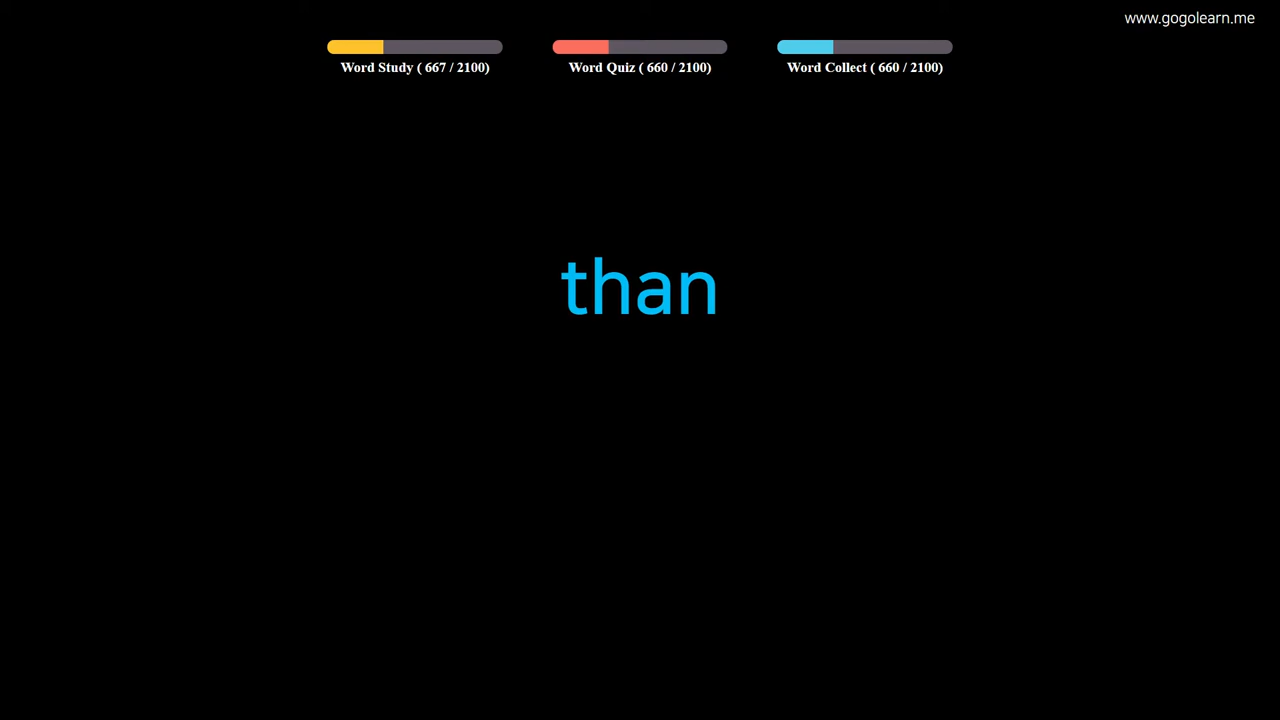 www.gogolearn.me
Word Study ( 667 / 2100)
Word Quiz ( 660 / 2100)
Word Collect ( 660 / 2100)
than